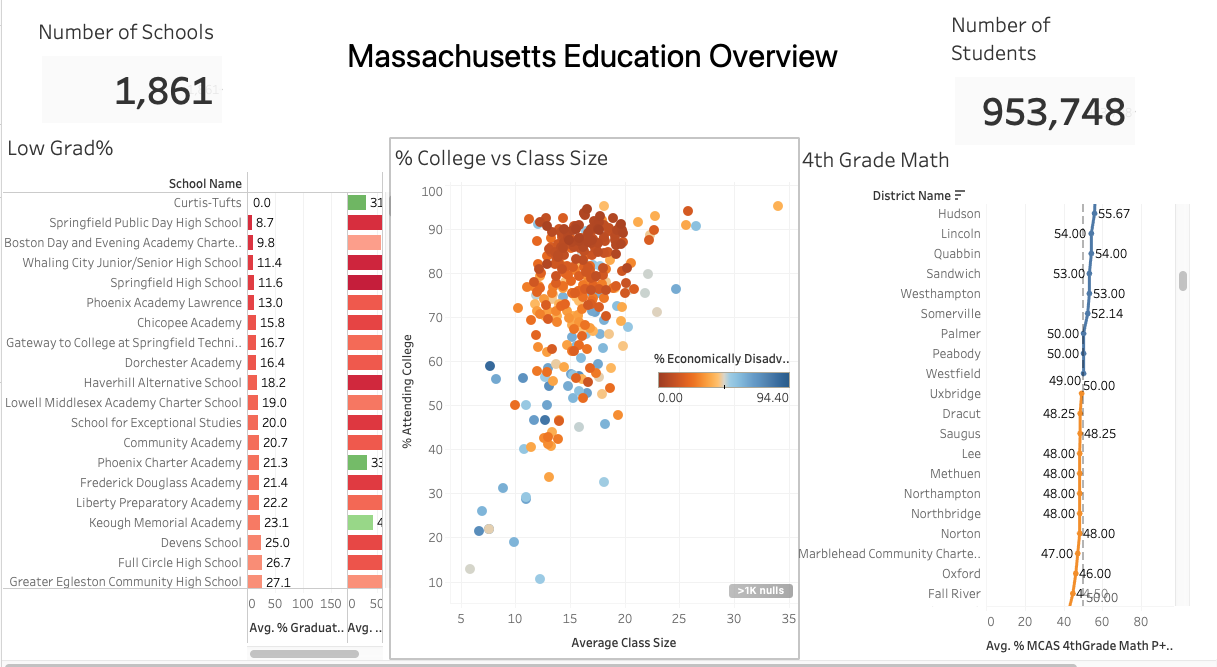 Number of Schools
1,861
Massachusetts Education Overview
Number of
Students
953,748
Low Grad%
School Name
Curtis-Tufts 0.0 31
Springfield Public Day High School 8.7
Boston Day and Evening Academy Charte.. 9.8
Whaling City Junior/Senior High School 11.4
Springfield High School 11.6
Phoenix Academy Lawrence 13.0
Chicopee Academy 15.8
Gateway to College at Springfield Techni.. 16.7
Dorchester Academy 16.4
Haverhill Alternative School 18.2
Lowell Middlesex Academy Charter School 19.0
School for Exceptional Studies 20.0
Community Academy 20.7
Phoenix Charter Academy 21.3 33
Frederick Douglass Academy 21.4
Liberty Preparatory Academy 22.2
Keough Memorial Academy 23.1 4
Devens School 25.0
Full Circle High School 26.7
Greater Egleston Community High School 27.1
0 50 100 150 0 50
Avg. % Graduat.. Avg. ..
% College vs Class Size
100
90
80
70
60
50
40
30
20
10
% Attending College
% Economically Disadv..
0.00 94.40
>1K nulls
5 10 15 20 25 30 35
Average Class Size
4th Grade Math
District Name
Hudson 55.67
Lincoln 54.00
Quabbin 54.00
Sandwich 53.00
Westhampton 53.00
Somerville 52.14
Palmer 50.00
Peabody 50.00
Westfield 50.00
Uxbridge 49.00
Dracut 48.25
Saugus 48.25
Lee 48.00
Methuen 48.00
Northampton 48.00
Northbridge 48.00
Norton 48.00
Marblehead Community Charte.. 47.00
Oxford 46.00
Fall River 44.50
50.00
0 20 40 60 80
Avg. % MCAS 4thGrade Math P+..